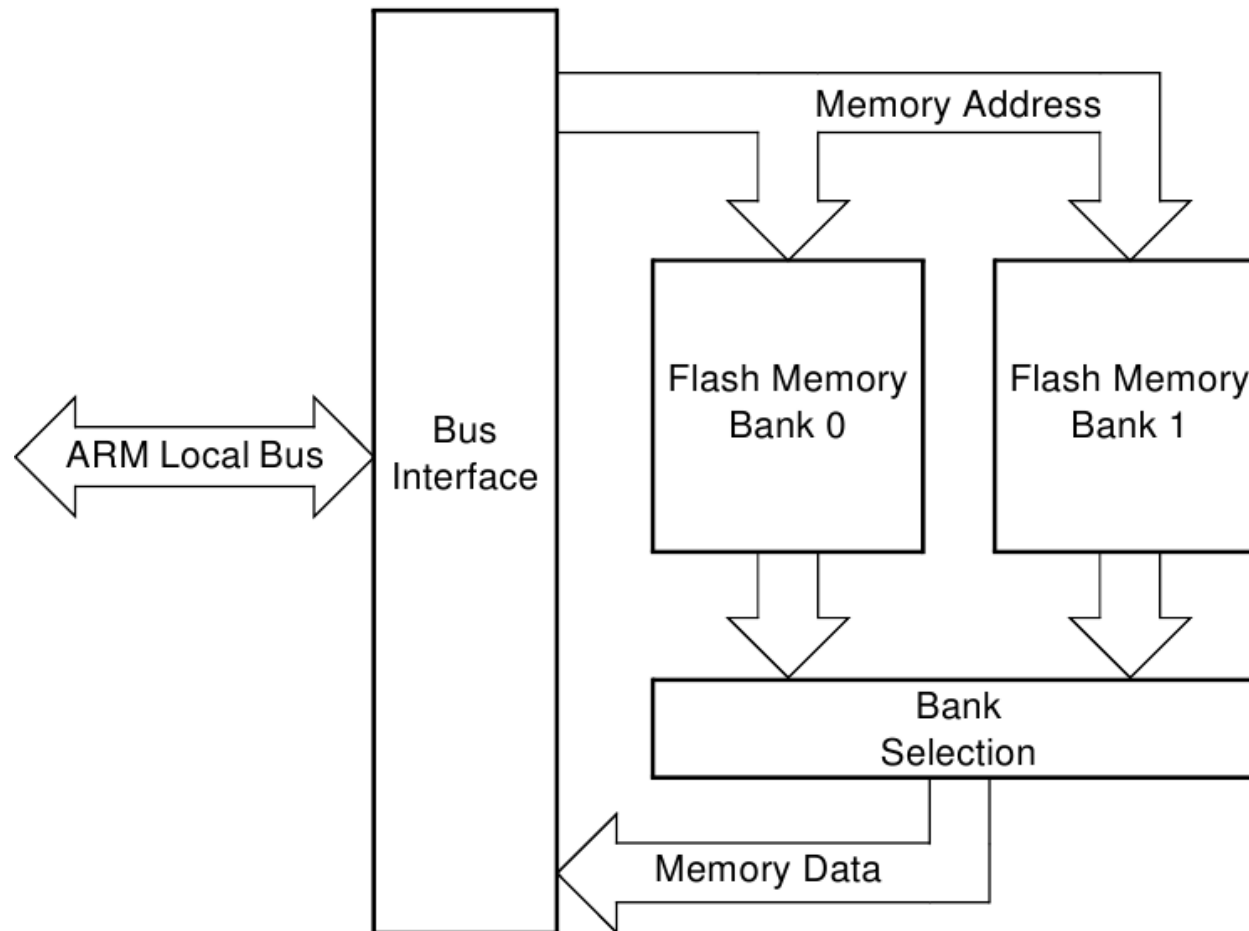 Memory Address
Flash Memory
Bank 0
Flash Memory
Bank 1
ARM Local Bus
Bus
Interface
Bank
Selection
Memory Data